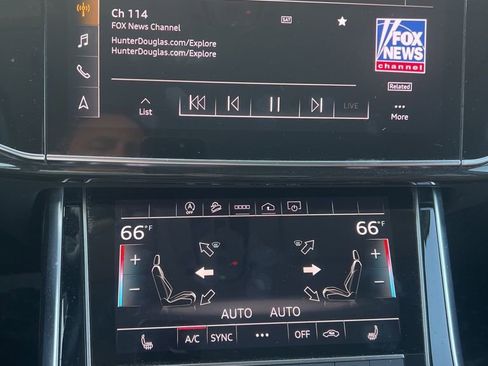 Ch 114
FOX News Channel
SAT
HunterDouglas.com/Explore
HunterDouglas.com/Explore
FOX
NEWS
channel
Related
List
LIVE
More
A
OFF
66°F
66°F
+
+
−
−
AUTO AUTO
A/C SYNC OFF